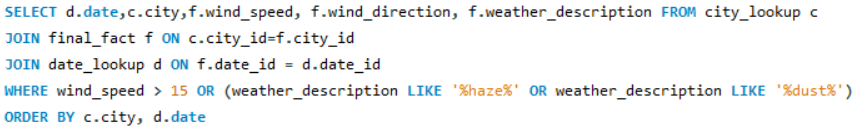 SELECT d.date,c.city,f.wind_speed, f.wind_direction, f.weather_description FROM city_lookup c
JOIN final_fact f ON c.city_id=f.city_id
JOIN date_lookup d ON f.date_id = d.date_id
WHERE wind_speed > 15 OR (weather_description LIKE '%haze%' OR weather_description LIKE '%dust%')
ORDER BY c.city, d.date